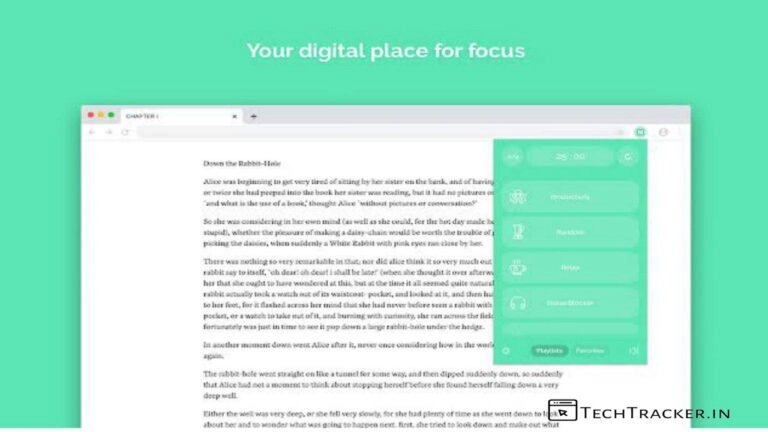 Your digital place for focus
CHAPTER I
Down the Rabbit-Hole
Alice was beginning to get very tired of sitting by her sister on the bank, and of having
or twice she had peeped into the book her sister was reading, but it had no pictures o
'and what is the use of a book,' thought Alice 'without pictures or conversation?'
So she was considering in her own mind (as well as she could, for the hot day made he
stupid), whether the pleasure of making a daisy-chain would be worth the trouble of g
picking the daisies, when suddenly a White Rabbit with pink eyes ran close by her.
There was nothing so very remarkable in that; nor did alice think it so very much out
rabbit say to itself, 'oh dear! oh dear! i shall be late!' (when she thought it over afterwa
her that she ought to have wondered at this, but at the time it all seemed quite natural
rabbit actually took a watch out of its waistcoat- pocket, and looked at it, and then hu
to her feet, for it flashed across her mind that she had never before seen a rabbit with
pocket, or a watch to take out of it, and burning with curiosity, she ran across the fiel
fortunately was just in time to see it pop down a large rabbit-hole under the hedge.
In another moment down went Alice after it, never once considering how in the worl
again.
The rabbit-hole went straight on like a tunnel for some way, and then dipped suddenly down, so suddenly
that Alice had not a moment to think about stopping herself before she found herself falling down a very
deep well.
Either the well was very deep, or she fell very slowly, for she had plenty of time as she went down to look
about her and to wonder what was going to happen next. first, she tried to look down and make out what
25 : 00
Productivity
Random
Relax
Noise Blocker
Playlists
Favorites
TECHTRACKER.IN